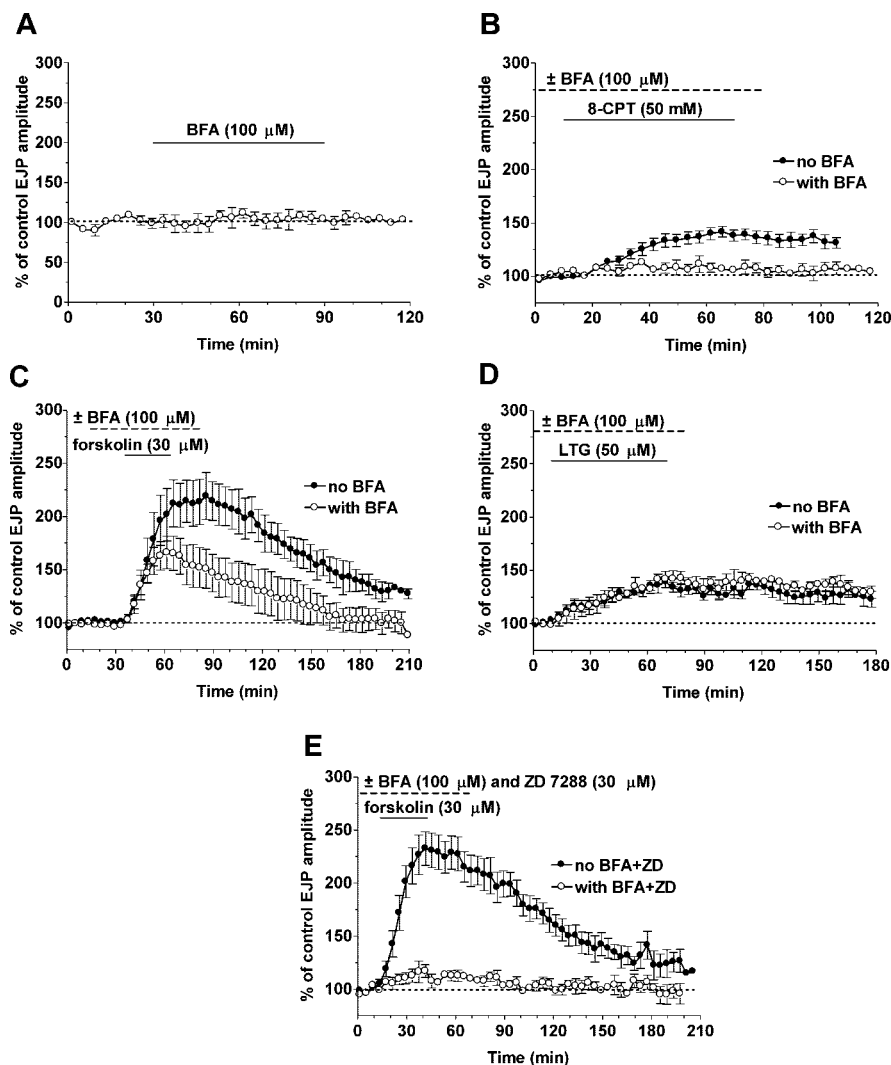 A
% of control EJP amplitude
300
250
200
150
100
50
0
BFA (100 μM)
0 30 60 90 120
Time (min)
B
% of control EJP amplitude
300
250
200
150
100
50
± BFA (100 μM)
8-CPT (50 mM)
no BFA
with BFA
0 20 40 60 80 100 120
Time (min)
C
% of control EJP amplitude
300
250
200
150
100
50
± BFA (100 μM)
forskolin (30 μM)
no BFA
with BFA
0 30 60 90 120 150 180 210
Time (min)
D
% of control EJP amplitude
300
250
200
150
100
50
± BFA (100 μM)
LTG (50 μM)
no BFA
with BFA
0 30 60 90 120 150 180
Time (min)
E
% of control EJP amplitude
300
250
200
150
100
50
± BFA (100 μM) and ZD 7288 (30 μM)
forskolin (30 μM)
no BFA+ZD
with BFA+ZD
0 30 60 90 120 150 180 210
Time (min)